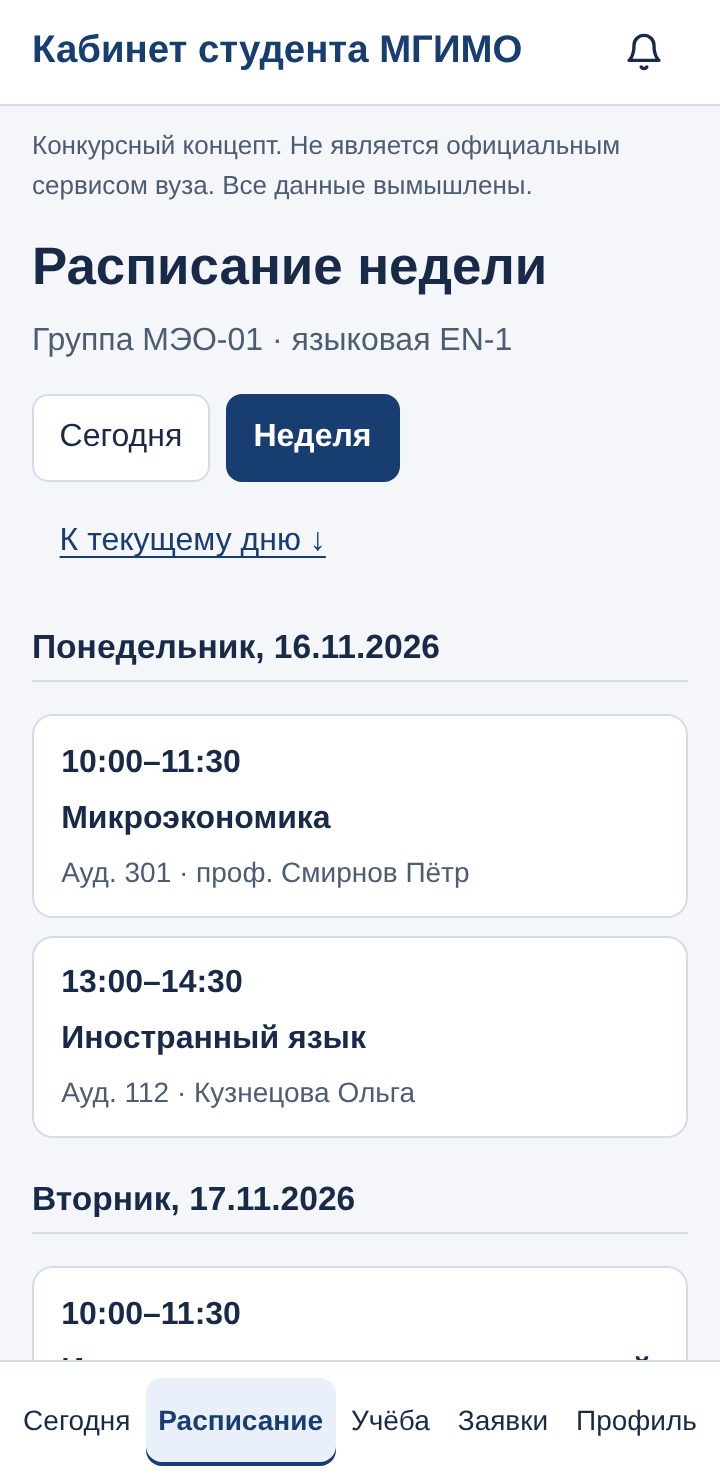 Кабинет студента МГИМО
Конкурсный концепт. Не является официальным
сервисом вуза. Все данные вымышлены.
Расписание недели
Группа МЭО-01 · языковая EN-1
Сегодня
Неделя
К текущему дню ↓
Понедельник, 16.11.2026
10:00–11:30
Микроэкономика
Ауд. 301 · проф. Смирнов Пётр
13:00–14:30
Иностранный язык
Ауд. 112 · Кузнецова Ольга
Вторник, 17.11.2026
10:00–11:30
Сегодня
Расписание
Учёба
Заявки
Профиль